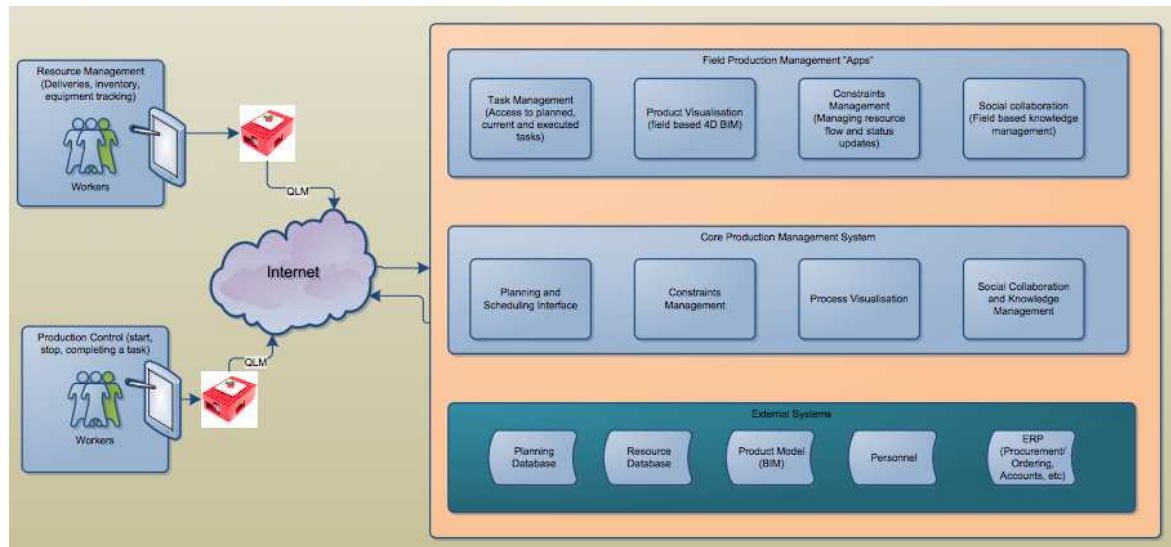 Resource Management
(Deliveries, inventory,
equipment tracking)
Workers
QLM
Internet
Production Control (start,
stop, completing a task)
Workers
QLM
Field Production Management "Apps"
Task Management
(Access to planned,
current and executed
tasks)
Product Visualisation
(field based 4D BIM)
Constraints
Management
(Managing resource
flow and status
updates)
Social collaboration
(Field based knowledge
management)
Core Production Management System
Planning and
Scheduling Interface
Constraints
Management
Process Visualisation
Social Collaboration
and Knowledge
Management
External Systems
Planning
Database
Resource
Database
Product Model
(BIM)
Personnel
ERP
(Procurement/
Ordering,
Accounts, etc)